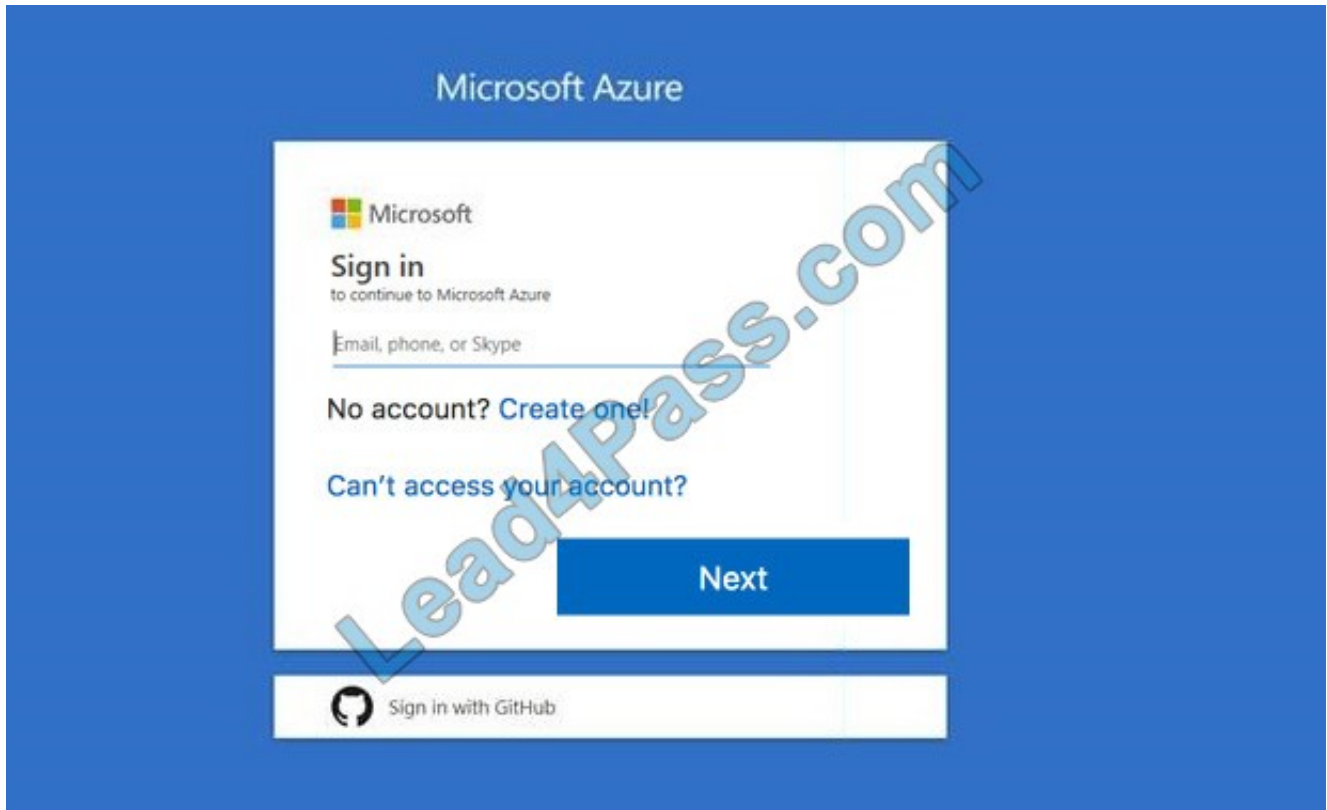 Microsoft Azure
Microsoft
Sign in
to continue to Microsoft Azure
Email, phone, or Skype
No account? Create one!
Can't access your account?
Next
Sign in with GitHub
Lead4Pass.com